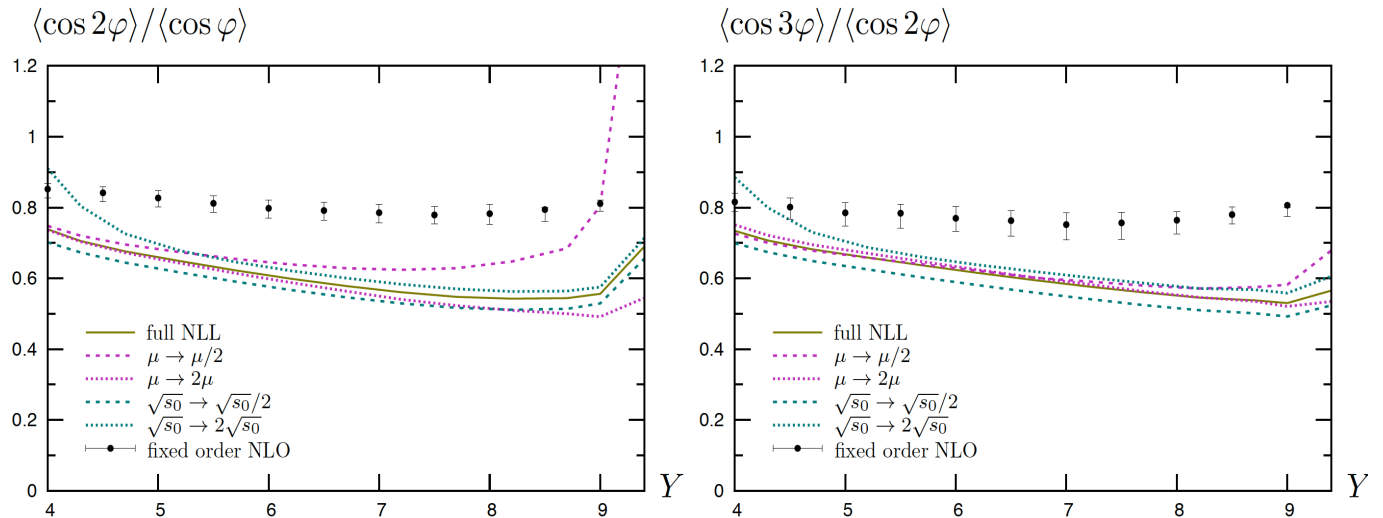 ⟨cos 2φ⟩/⟨cos φ⟩
1.2
1
0.8
0.6
0.4
0.2
0
full NLL
μ → μ/2
μ → 2μ
√s₀ → √s₀/2
√s₀ → 2√s₀
fixed order NLO
4 5 6 7 8 9 Y
⟨cos 3φ⟩/⟨cos 2φ⟩
1.2
1
0.8
0.6
0.4
0.2
0
full NLL
μ → μ/2
μ → 2μ
√s₀ → √s₀/2
√s₀ → 2√s₀
fixed order NLO
4 5 6 7 8 9 Y